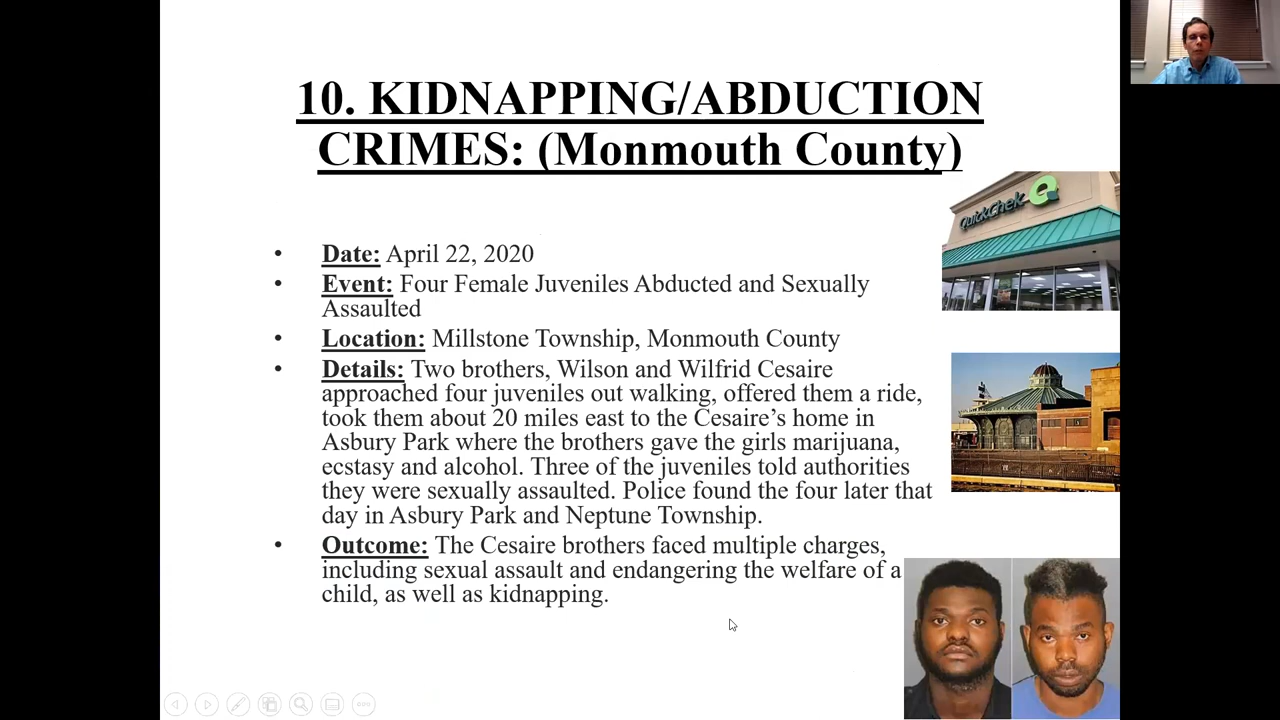 10. KIDNAPPING/ABDUCTION
CRIMES: (Monmouth County)
QuickChek
• Date: April 22, 2020
• Event: Four Female Juveniles Abducted and Sexually
Assaulted
• Location: Millstone Township, Monmouth County
• Details: Two brothers, Wilson and Wilfrid Cesaire
approached four juveniles out walking, offered them a ride,
took them about 20 miles east to the Cesaire’s home in
Asbury Park where the brothers gave the girls marijuana,
ecstasy and alcohol. Three of the juveniles told authorities
they were sexually assaulted. Police found the four later that
day in Asbury Park and Neptune Township.
• Outcome: The Cesaire brothers faced multiple charges,
including sexual assault and endangering the welfare of a
child, as well as kidnapping.